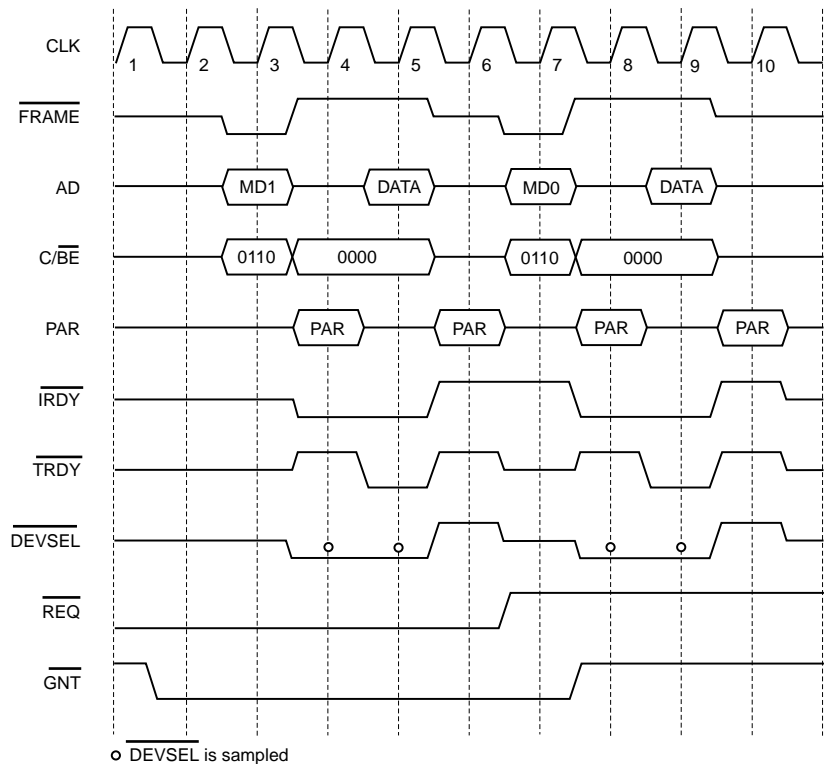 CLK
1 2 3 4 5 6 7 8 9 10
FRAME
AD
MD1 DATA MD0 DATA
C/BE
0110 0000 0110 0000
PAR
PAR PAR PAR PAR
IRDY
TRDY
DEVSEL
REQ
GNT
DEVSEL is sampled